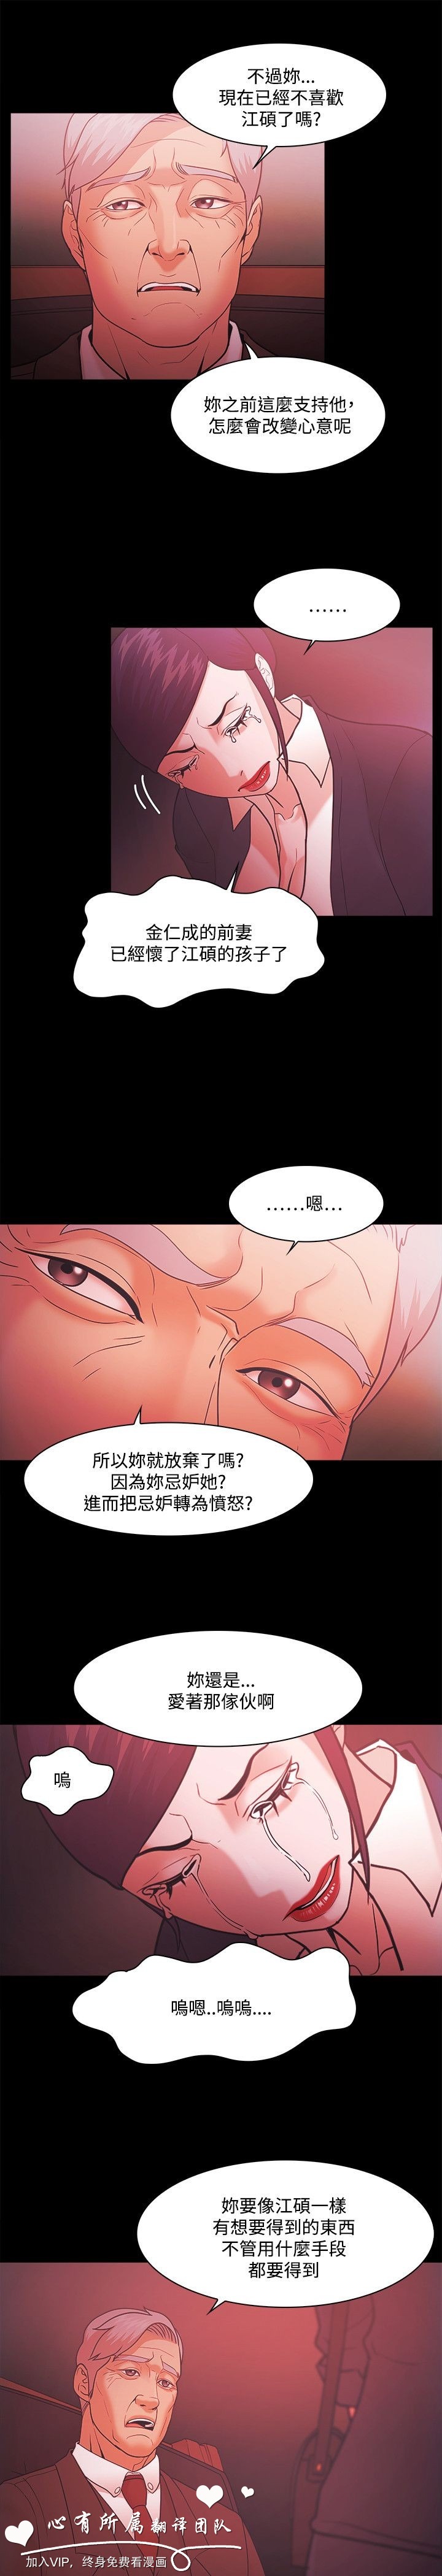 不過妳...
現在已經不喜歡
江碩了嗎?
妳之前這麼支持他,
怎麼會改變心意呢
......
金仁成的前妻
已經懷了江碩的孩子了
......嗯...
所以妳就放棄了嗎?
因為妳忌妒她?
進而把忌妒轉為憤怒?
妳還是...
愛著那傢伙啊
嗚
嗚嗯..嗚嗚....
妳要像江碩一樣
有想要得到的東西
不管用什麼手段
都要得到
心有所属翻译团队
加入VIP，终身免费看漫画